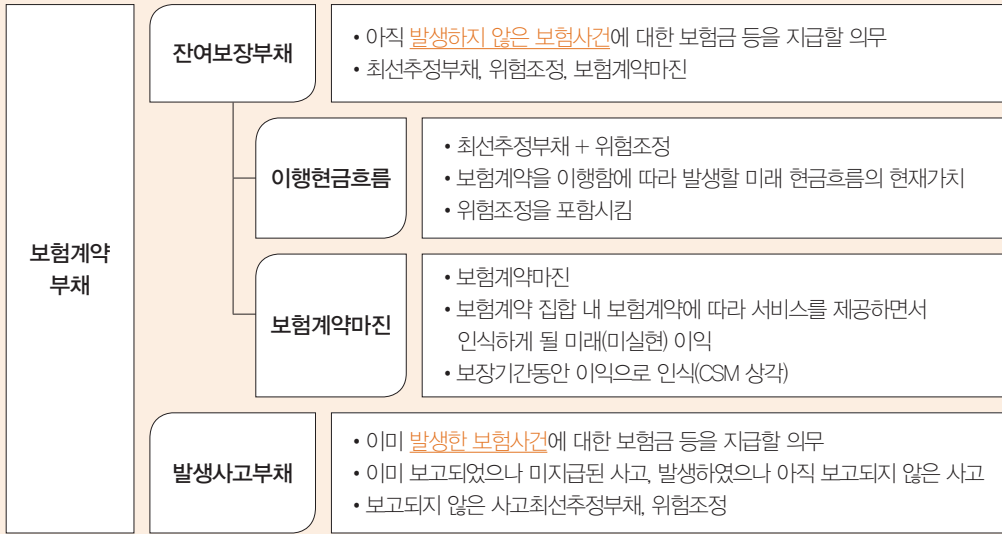 보험계약
부채
잔여보장부채
• 아직 발생하지 않은 보험사건에 대한 보험금 등을 지급할 의무
• 최선추정부채, 위험조정, 보험계약마진
이행현금흐름
• 최선추정부채 + 위험조정
• 보험계약을 이행함에 따라 발생할 미래 현금흐름의 현재가치
• 위험조정을 포함시킴
보험계약마진
• 보험계약마진
• 보험계약 집합 내 보험계약에 따라 서비스를 제공하면서
인식하게 될 미래(미실현) 이익
• 보장기간동안 이익으로 인식(CSM 상각)
발생사고부채
• 이미 발생한 보험사건에 대한 보험금 등을 지급할 의무
• 이미 보고되었으나 미지급된 사고, 발생하였으나 아직 보고되지 않은 사고
• 보고되지 않은 사고최선추정부채, 위험조정